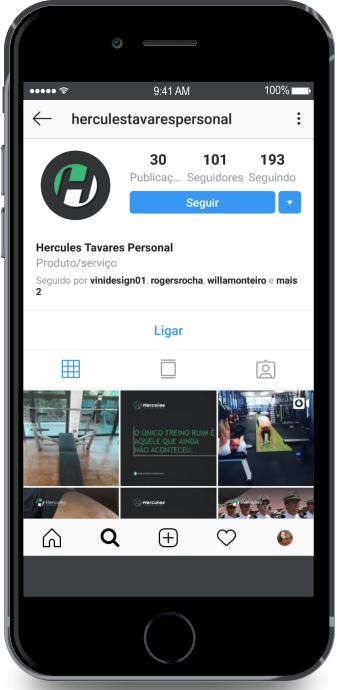 9:41 AM
100%
herculestavarespersonal
30
101
193
Publicaç...
Seguidores
Seguindo
Seguir
Hercules Tavares Personal
Produto/serviço
Seguido por vinidesign01, rogersrocha, willamonteiro e mais
2
Ligar
Hercules
O ÚNICO TREINO RUIM É
AQUELE QUE AINDA
NÃO ACONTECEU.
Hercules
Hercules
Hercules